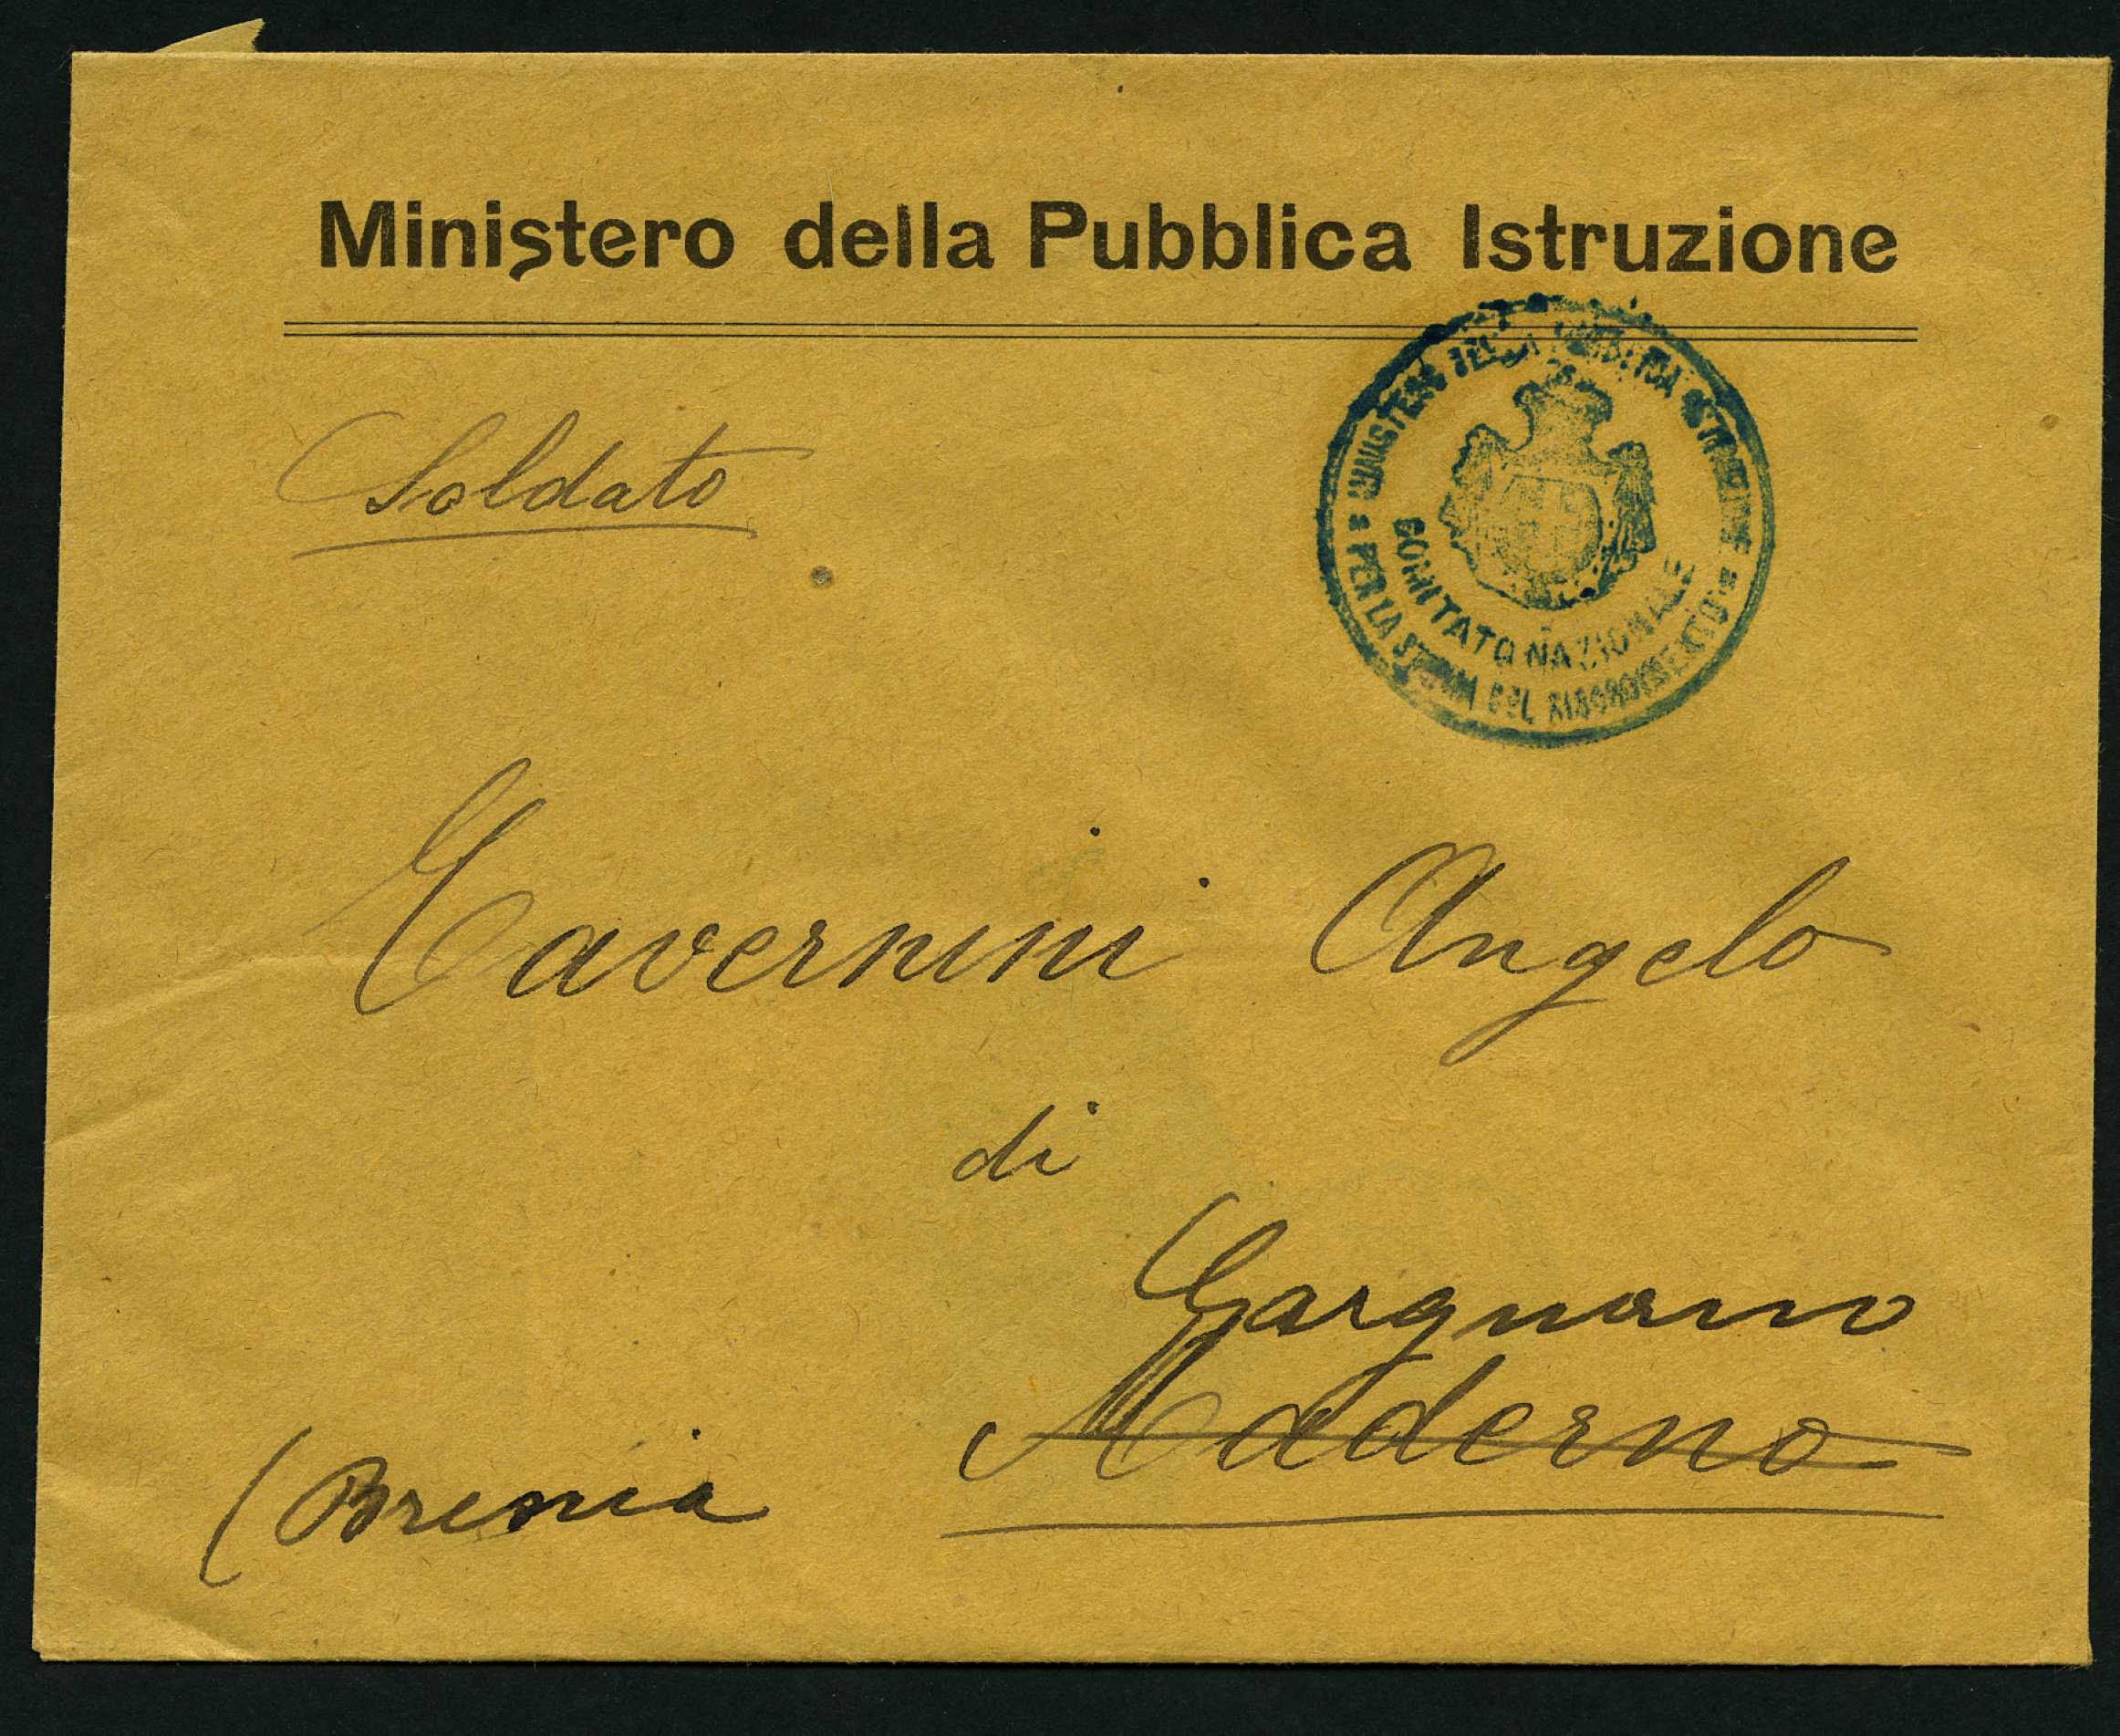 Ministero della Pubblica Istruzione
MINISTERO DELLA PUBBLICA ISTRUZIONE
COMITATO NAZIONALE
PER LA STORIA DEL RISORGIMENTO
Soldato
Tavernini Angelo
di
Gargnano
Maderno
(Brescia